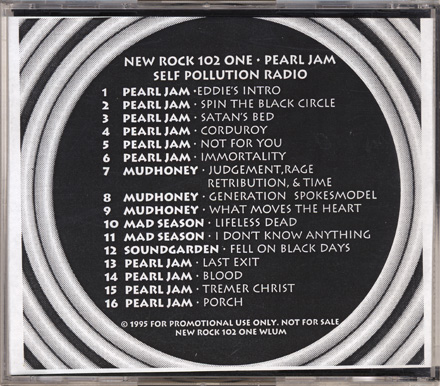 NEW ROCK 102 ONE • PEARL JAM
SELF POLLUTION RADIO
1 PEARL JAM • EDDIE'S INTRO
2 PEARL JAM • SPIN THE BLACK CIRCLE
3 PEARL JAM • SATAN'S BED
4 PEARL JAM • CORDUROY
5 PEARL JAM • NOT FOR YOU
6 PEARL JAM • IMMORTALITY
7 MUDHONEY • JUDGEMENT,RAGE
RETRIBUTION, & TIME
8 MUDHONEY • GENERATION SPOKESMODEL
9 MUDHONEY • WHAT MOVES THE HEART
10 MAD SEASON • LIFELESS DEAD
11 MAD SEASON • I DON'T KNOW ANYTHING
12 SOUNDGARDEN • FELL ON BLACK DAYS
13 PEARL JAM • LAST EXIT
14 PEARL JAM • BLOOD
15 PEARL JAM • TREMER CHRIST
16 PEARL JAM • PORCH
© 1995 FOR PROMOTIONAL USE ONLY. NOT FOR SALE
NEW ROCK 102 ONE WLUM